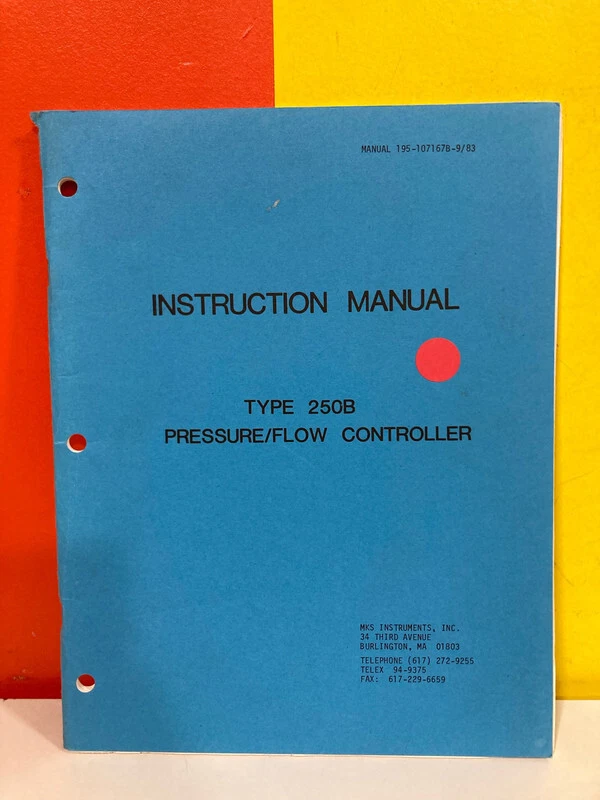 MANUAL 195-107167B-9/83
INSTRUCTION MANUAL
TYPE 250B
PRESSURE/FLOW CONTROLLER
MKS INSTRUMENTS, INC.
34 THIRD AVENUE
BURLINGTON, MA 01803
TELEPHONE (617) 272-9255
TELEX 94-9375
FAX: 617-229-6659